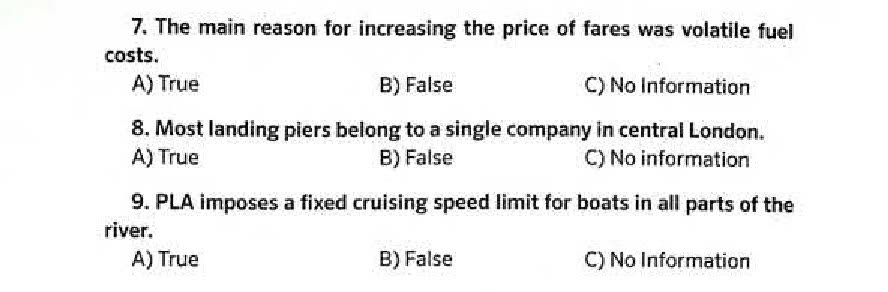 7. The main reason for increasing the price of fares was volatile fuel
costs.
A) True B) False C) No Information
8. Most landing piers belong to a single company in central London.
A) True B) False C) No information
9. PLA imposes a fixed cruising speed limit for boats in all parts of the
river.
A) True B) False C) No Information